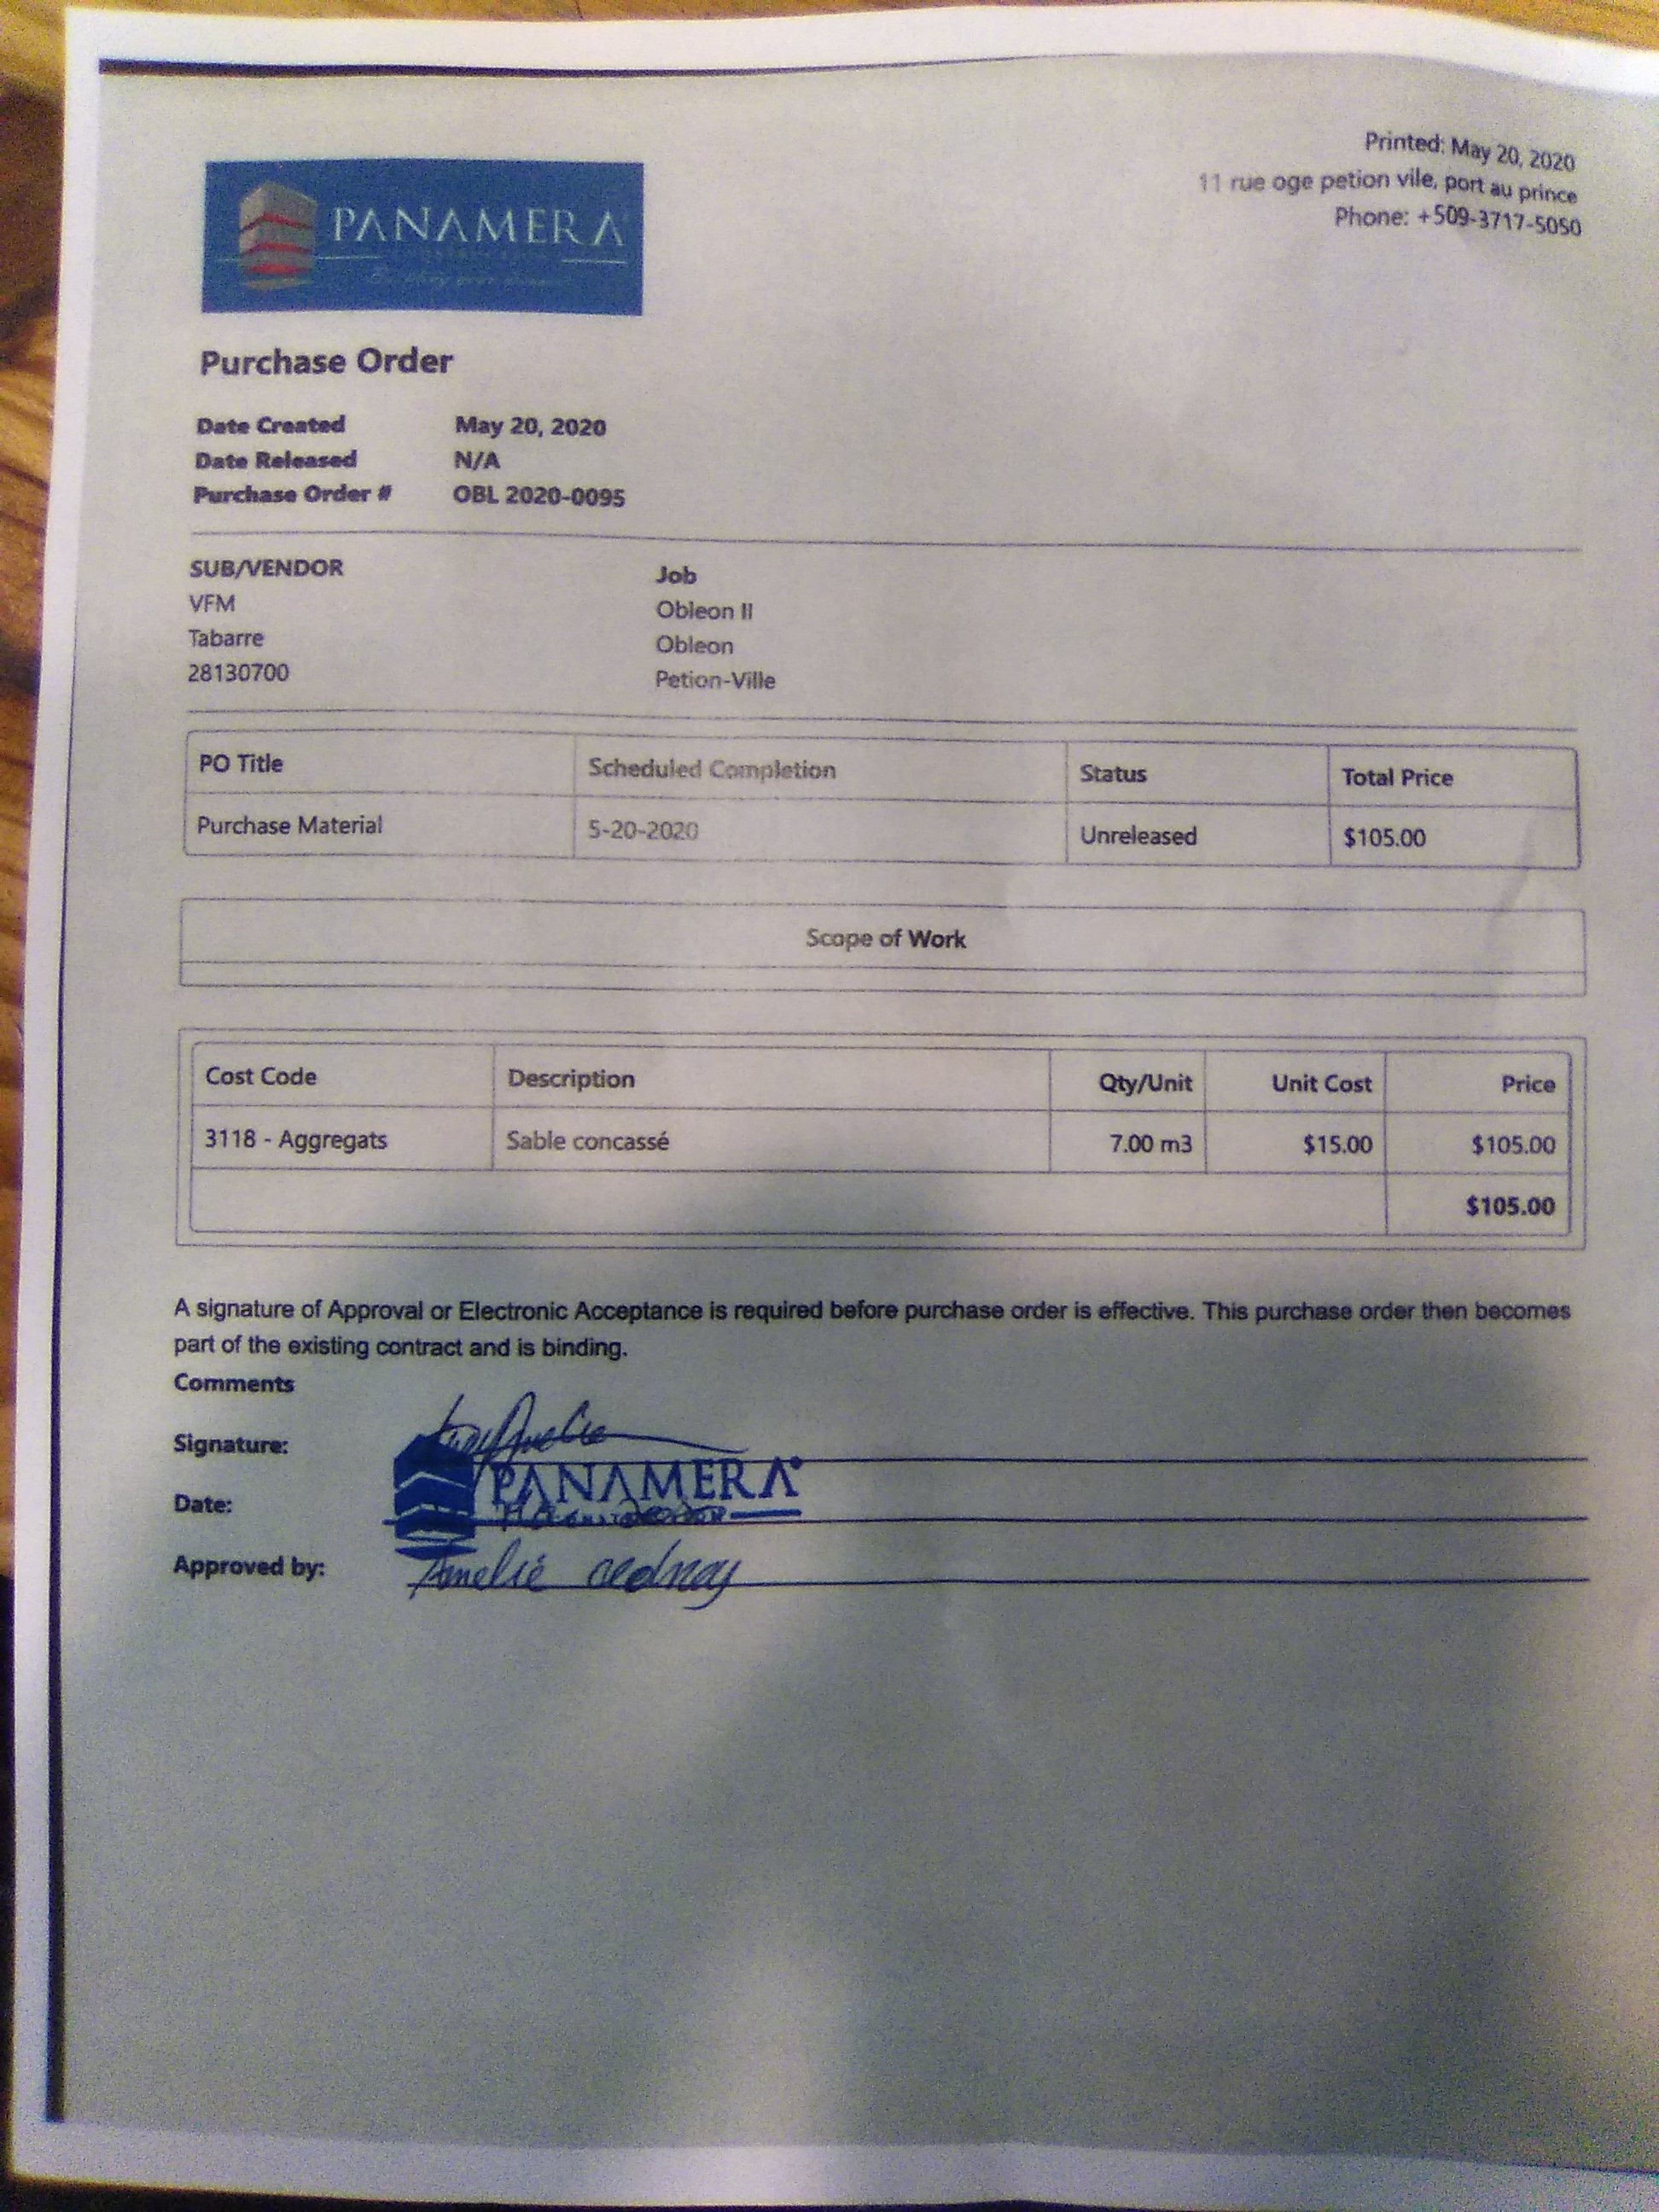 Printed: May 20, 2020
11 rue oge petion vile, port au prince
Phone: +509-3717-5050
PANAMERA
Purchase Order
Date Created May 20, 2020
Date Released N/A
Purchase Order # OBL 2020-0095
SUB/VENDOR Job
VFM Obleon II
Tabarre Obleon
28130700 Petion-Ville
PO Title Scheduled Completion Status Total Price
Purchase Material 5-20-2020 Unreleased $105.00
Scope of Work
Cost Code Description Qty/Unit Unit Cost Price
3118 - Aggregats Sable concassé 7.00 m3 $15.00 $105.00
$105.00
A signature of Approval or Electronic Acceptance is required before purchase order is effective. This purchase order then becomes
part of the existing contract and is binding.
Comments
Signature:
PANAMERA
Date:
Approved by: Amelie